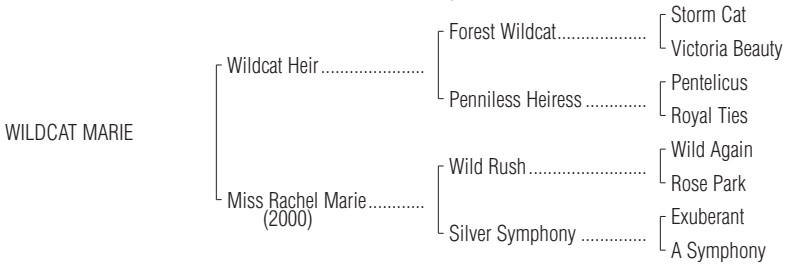 Storm Cat
Forest Wildcat...................
Victoria Beauty
Wildcat Heir......................
Pentelicus
Penniless Heiress .............
Royal Ties
WILDCAT MARIE
Wild Again
Wild Rush.........................
Rose Park
Miss Rachel Marie............
(2000)
Exuberant
Silver Symphony ..............
A Symphony